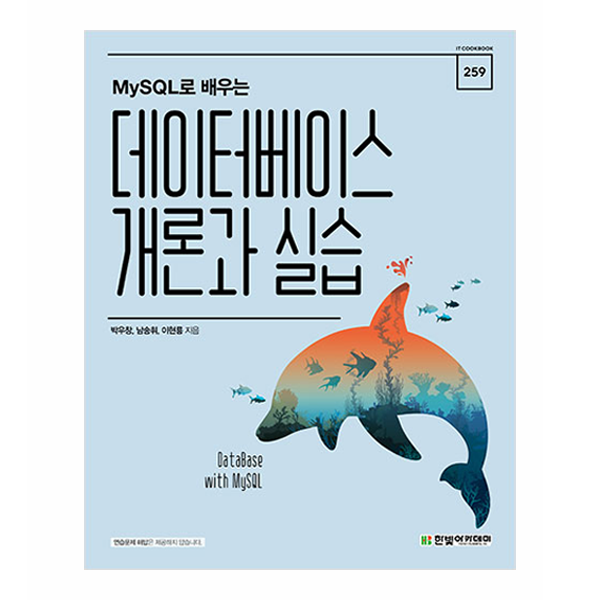 IT COOKBOOK
259
MySQL로 배우는
데이터베이스
개론과 실습
박우창, 남송휘, 이현룡 지음
DataBase
with MySQL
연습문제 해답은 제공하지 않습니다.
HB 한빛아카데미